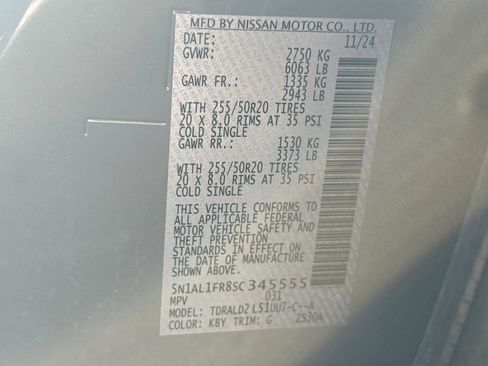 MFD BY NISSAN MOTOR CO., LTD.
DATE: 11/24
GVWR: 2750 KG
6063 LB
GAWR FR.: 1335 KG
2943 LB
WITH 255/50R20 TIRES
20 X 8.0 RIMS AT 35 PSI
COLD SINGLE
GAWR RR.: 1530 KG
3373 LB
WITH 255/50R20 TIRES
20 X 8.0 RIMS AT 35 PSI
COLD SINGLE
THIS VEHICLE CONFORMS TO
ALL APPLICABLE FEDERAL
MOTOR VEHICLE SAFETY AND
THEFT PREVENTION
STANDARDS IN EFFECT ON
THE DATE OF MANUFACTURE
SHOWN ABOVE.
5N1AL1FR8SC345555
MPV 031
MODEL: TDRALD2 L51UU7-C--A
COLOR: KBY TRIM: G ZS30A